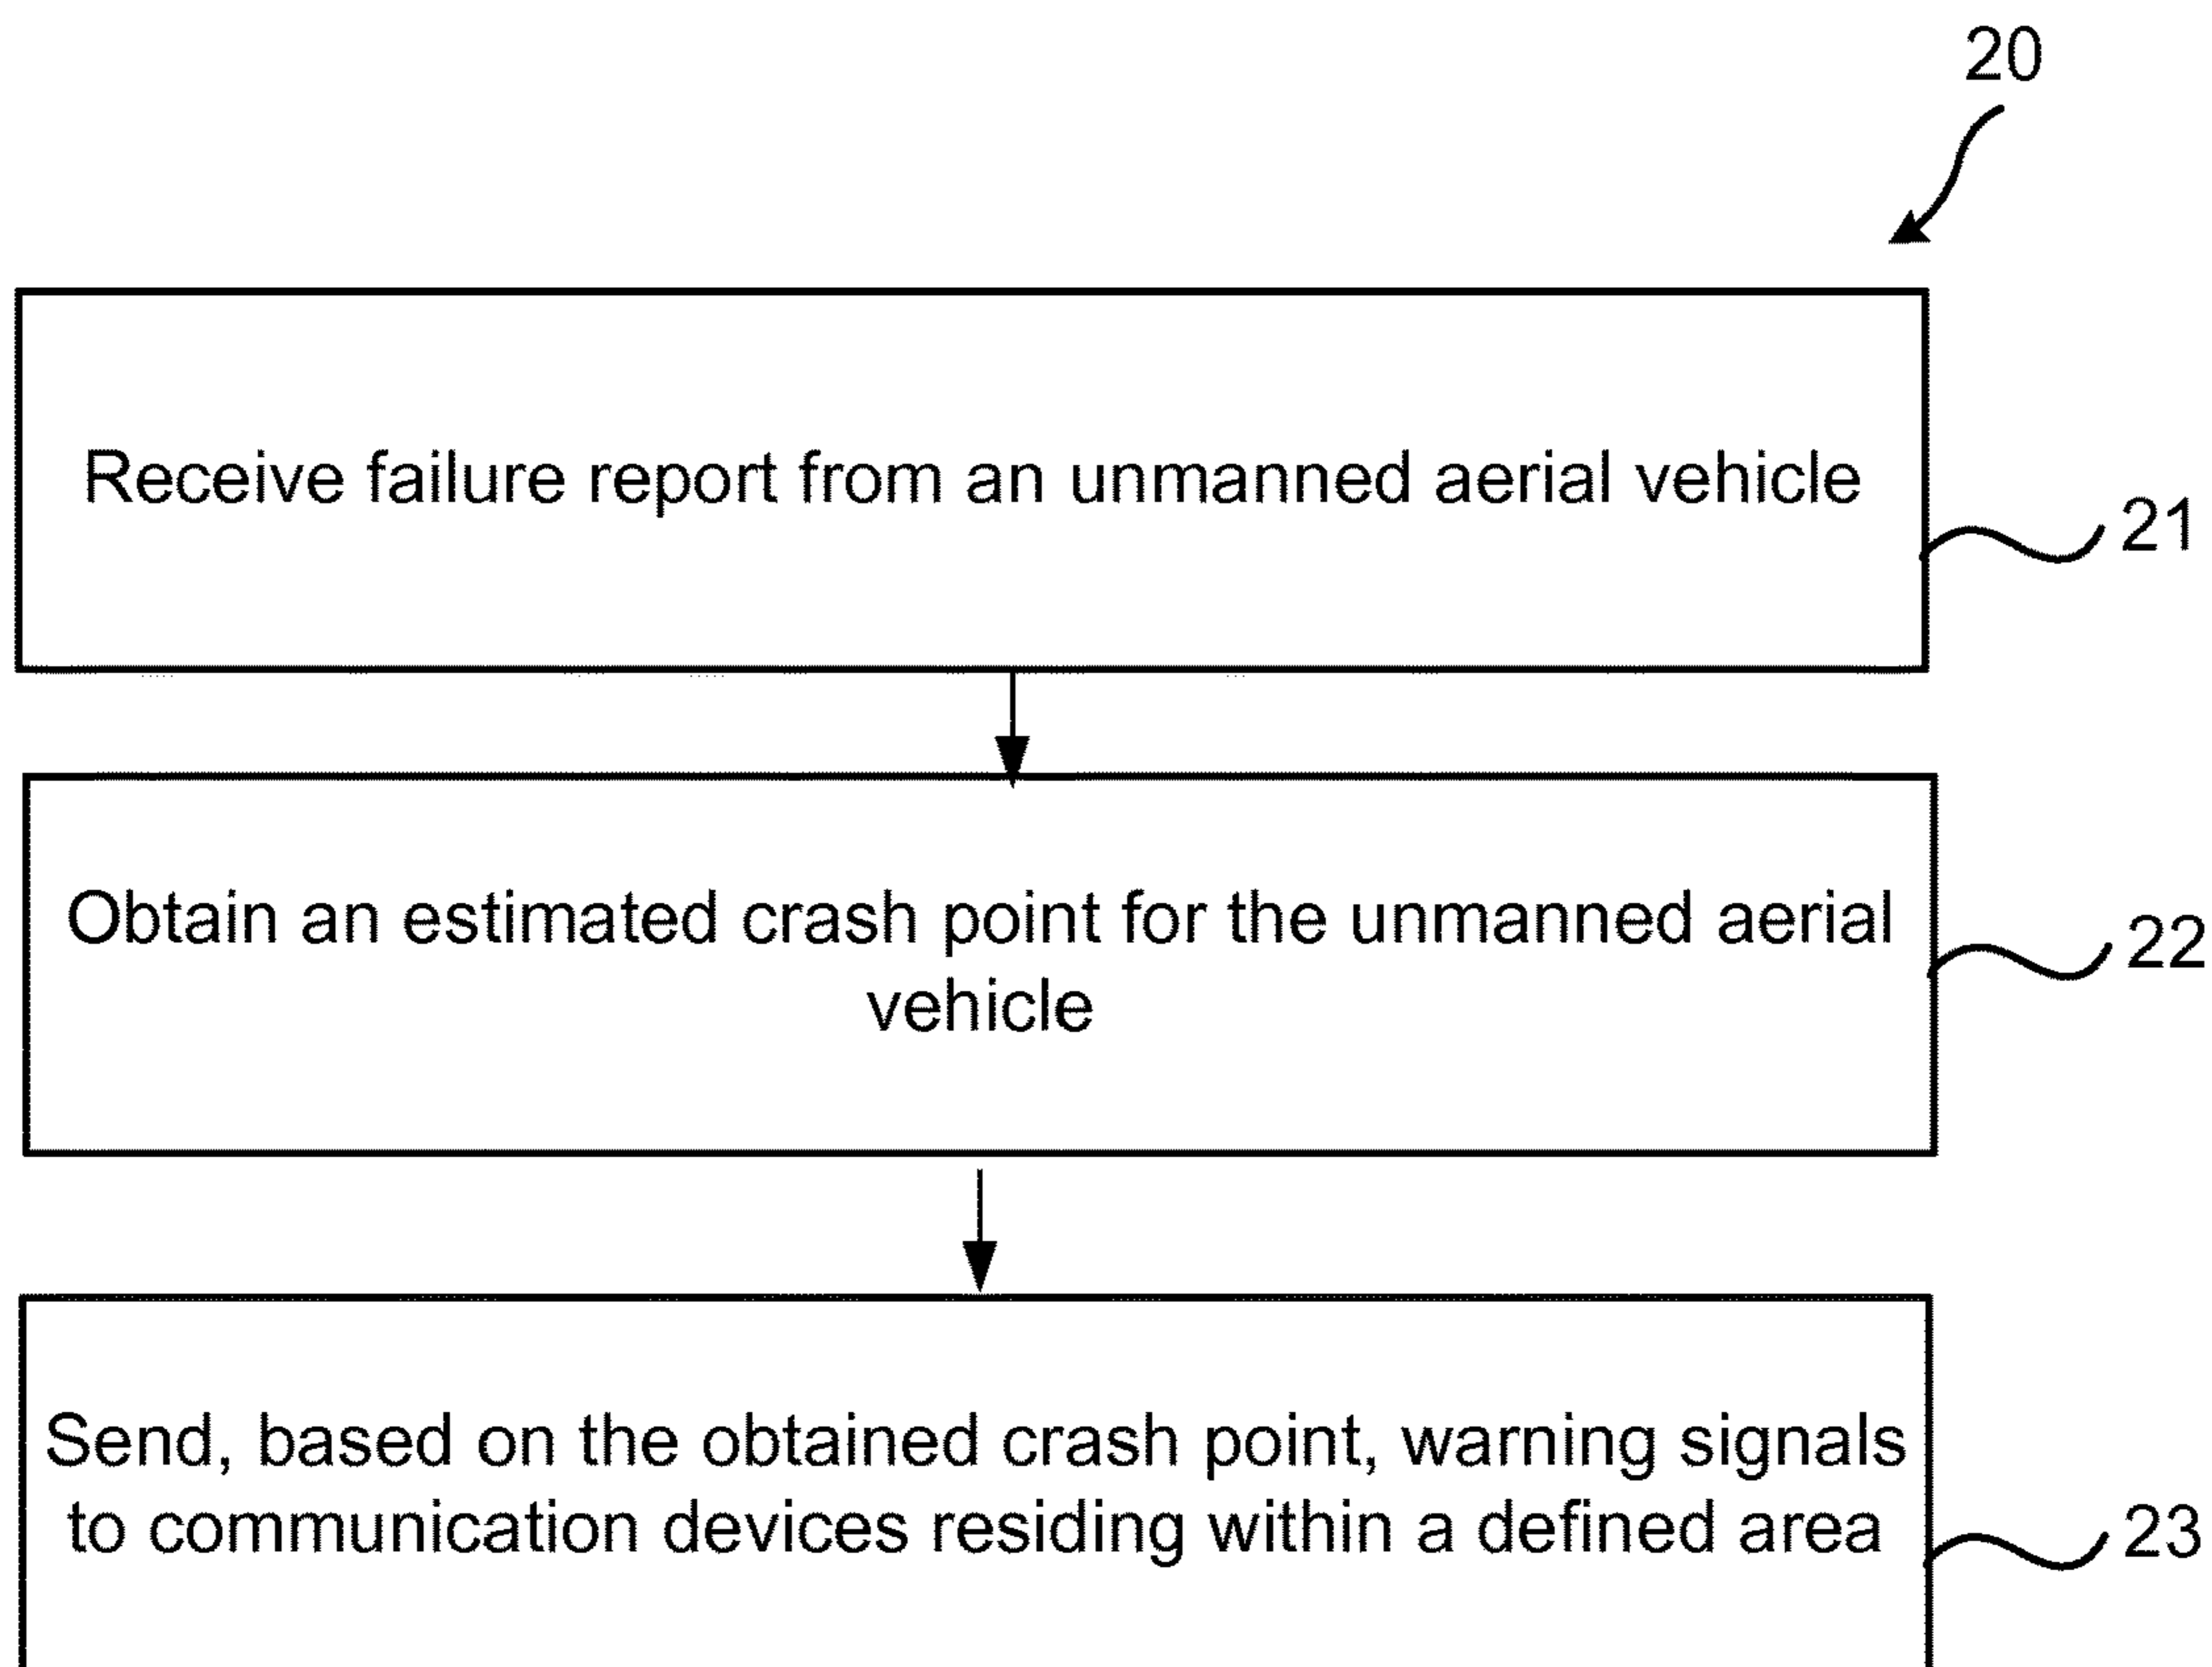 20
Receive failure report from an unmanned aerial vehicle
21
Obtain an estimated crash point for the unmanned aerial
vehicle
22
Send, based on the obtained crash point, warning signals
to communication devices residing within a defined area
23